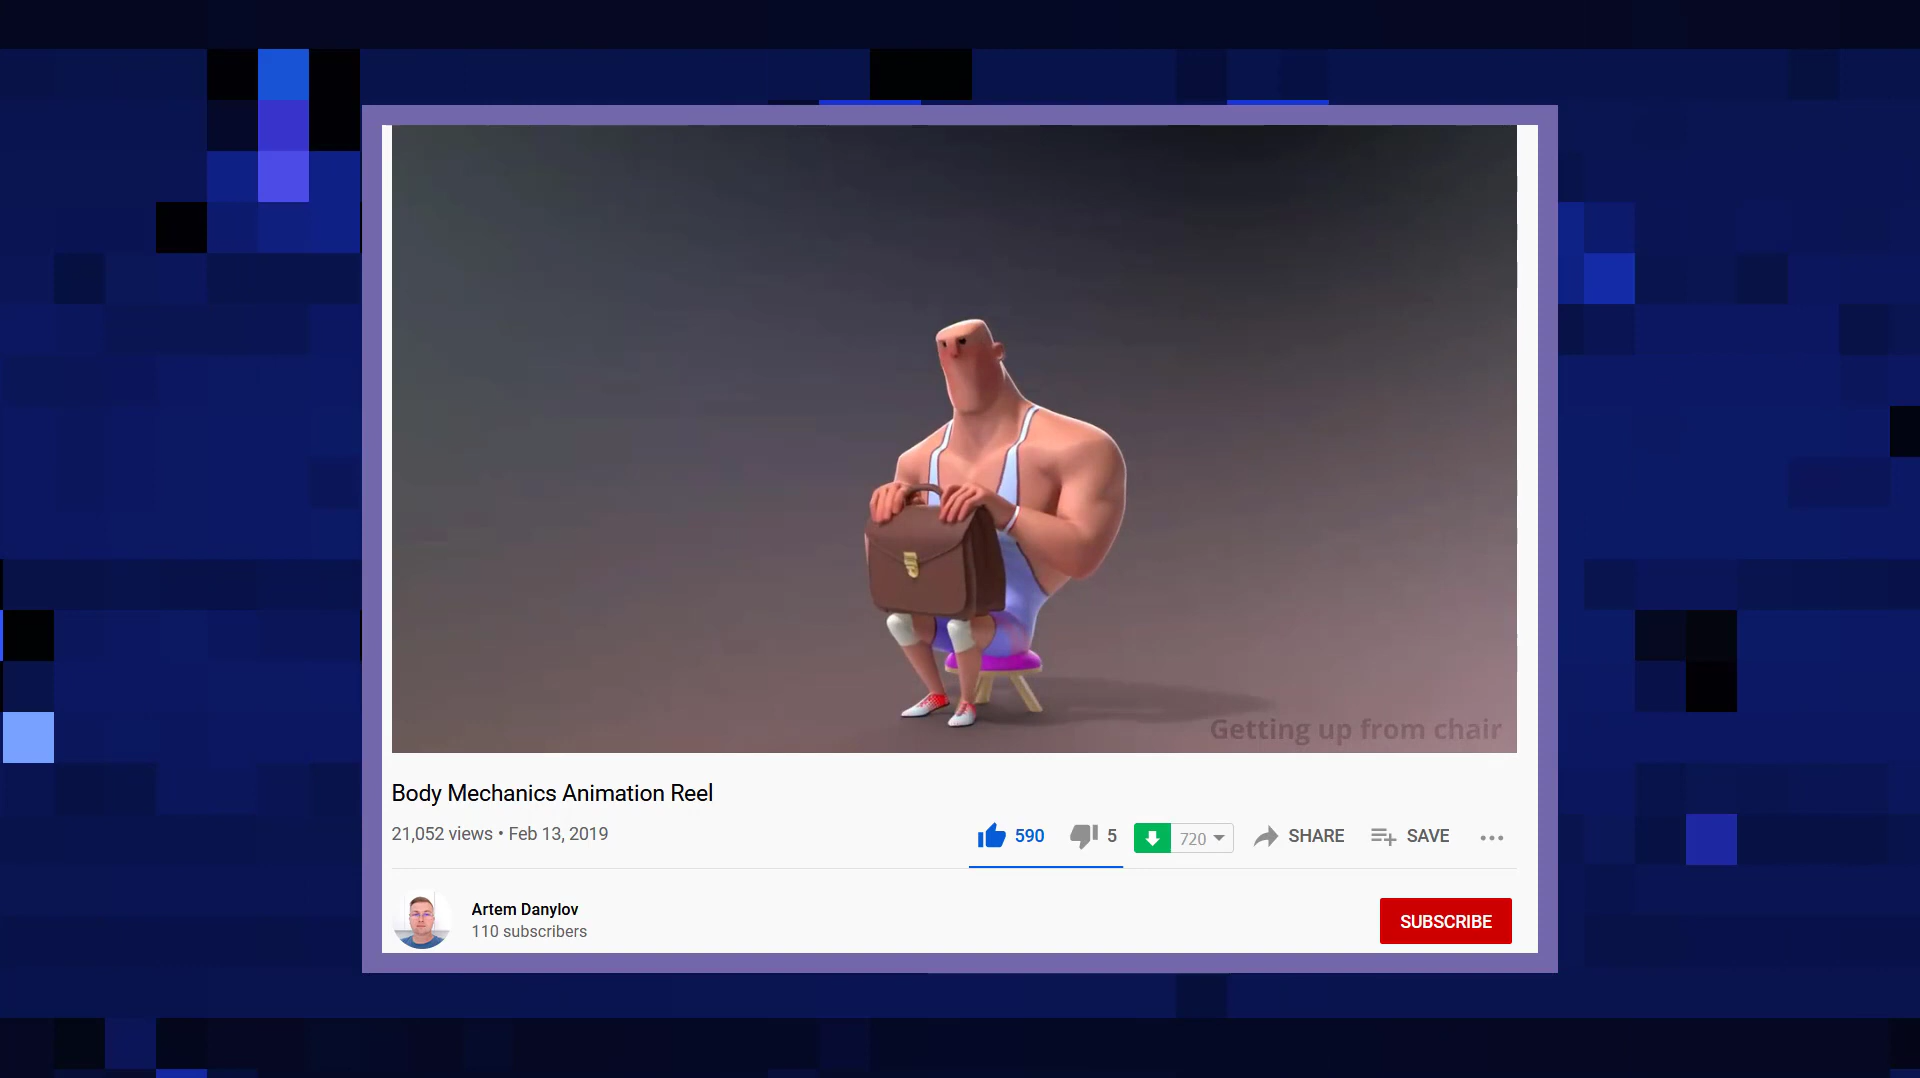 Getting up from chair
Body Mechanics Animation Reel
21,052 views • Feb 13, 2019
590
5
720
SHARE
SAVE
Artem Danylov
110 subscribers
SUBSCRIBE